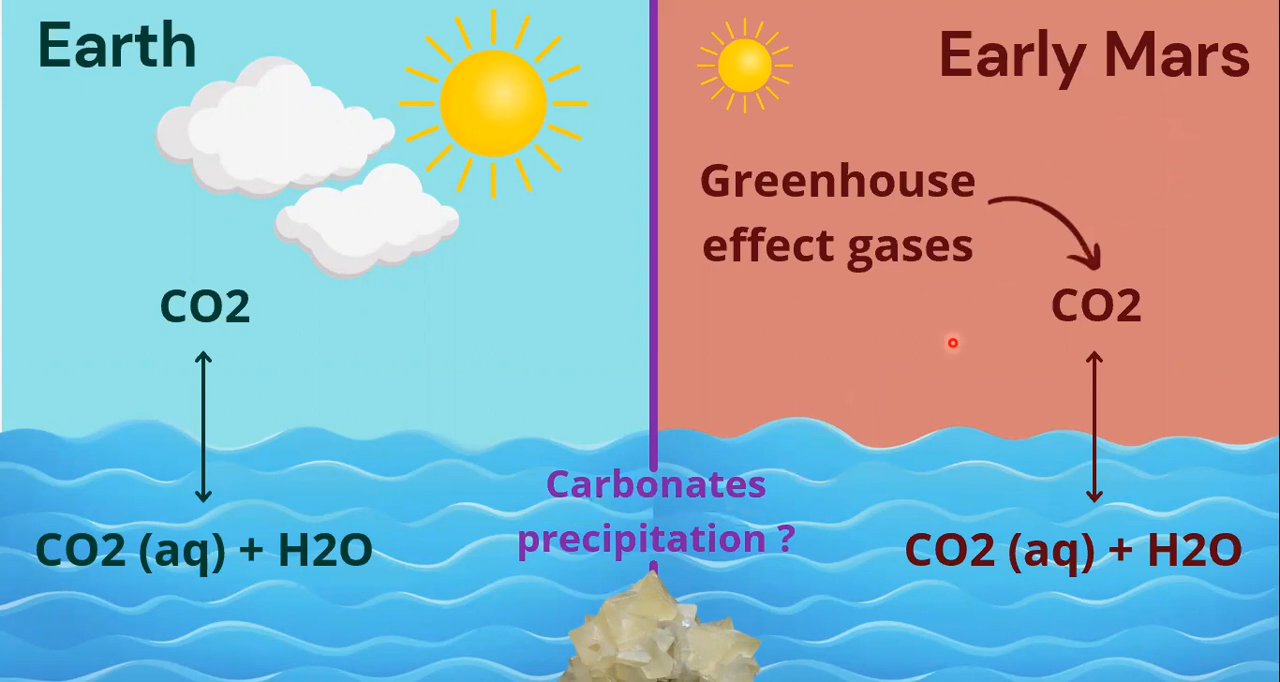 Earth
Early Mars
Greenhouse
effect gases
CO2
CO2
Carbonates
precipitation ?
CO2 (aq) + H2O
CO2 (aq) + H2O